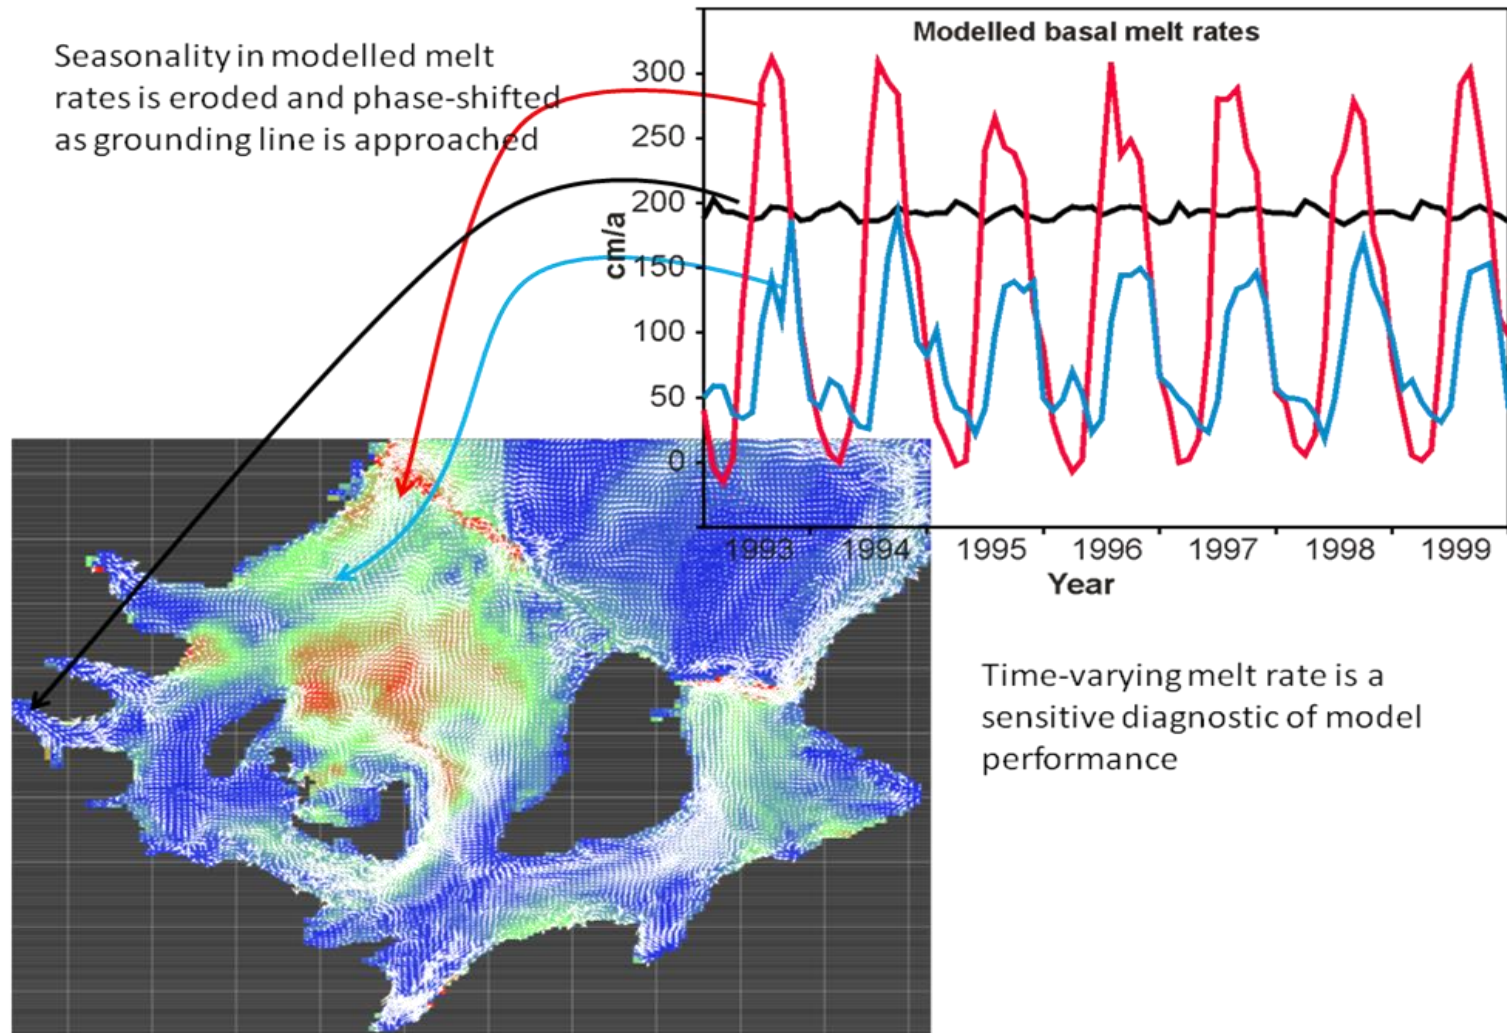 Seasonality in modelled melt
rates is eroded and phase-shifted
as grounding line is approached
Modelled basal melt rates
300
250
200
150
100
50
0
cm/a
1993 1994 1995 1996 1997 1998 1999
Year
Time-varying melt rate is a
sensitive diagnostic of model
performance